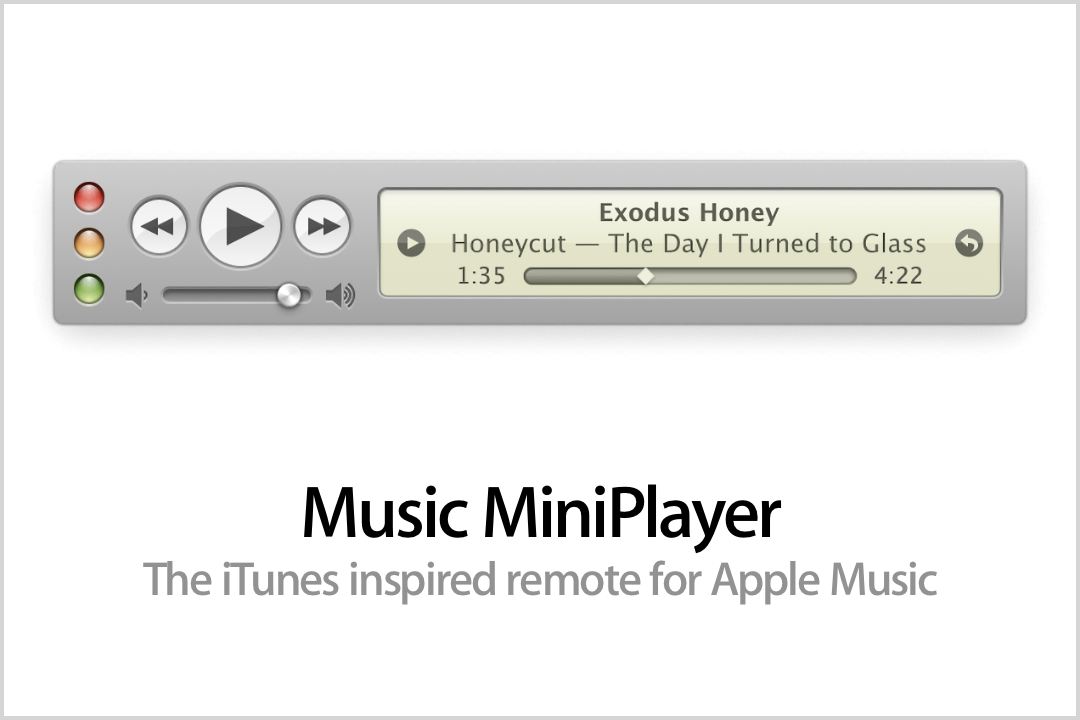 Exodus Honey
Honeycut — The Day I Turned to Glass
1:35 4:22
Music MiniPlayer
The iTunes inspired remote for Apple Music